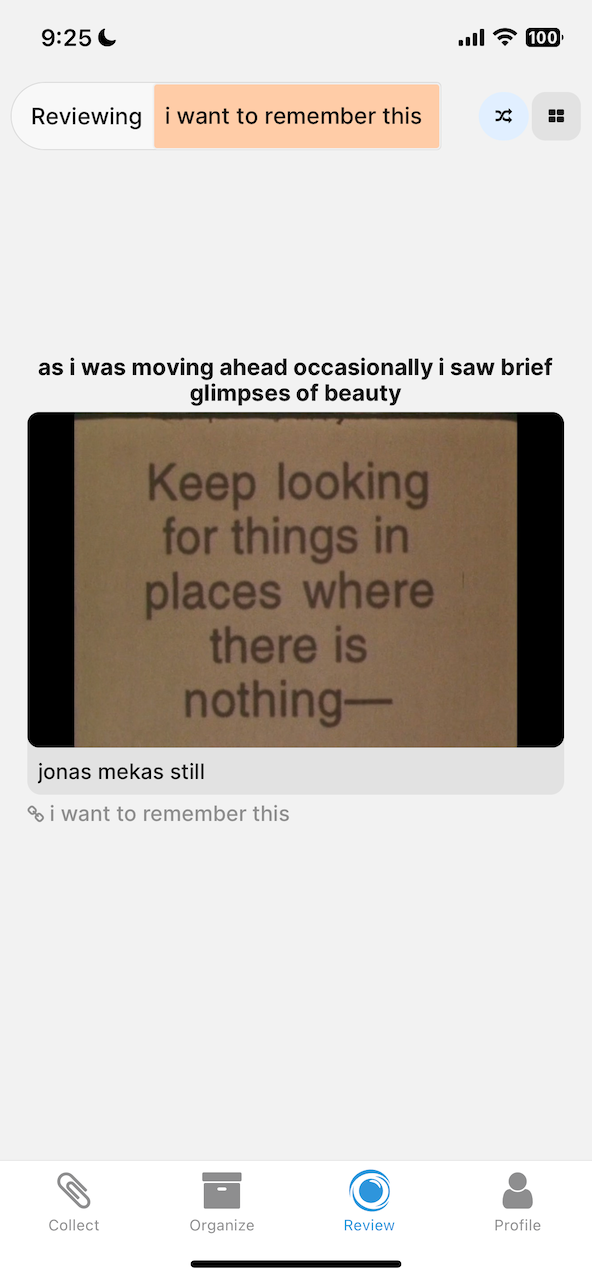 9:25
100
Reviewing
i want to remember this
as i was moving ahead occasionally i saw brief
glimpses of beauty
Keep looking
for things in
places where
there is
nothing—
jonas mekas still
i want to remember this
Collect
Organize
Review
Profile